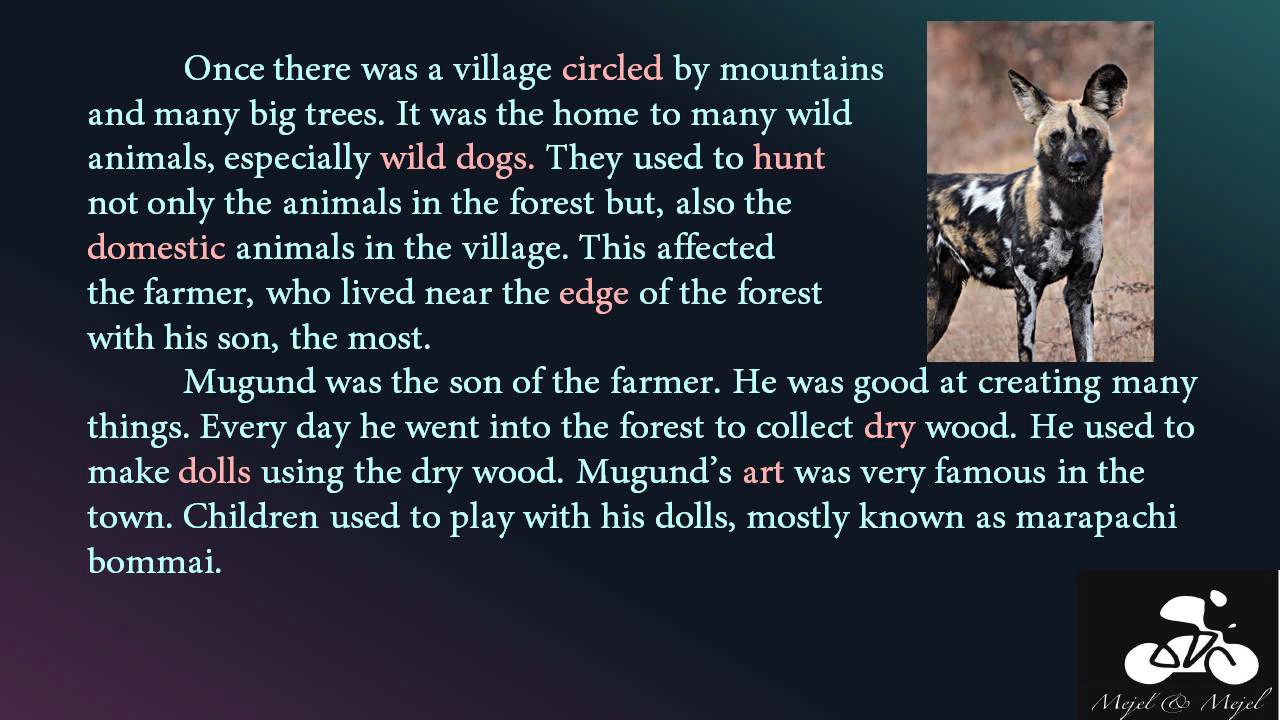 Once there was a village circled by mountains
and many big trees. It was the home to many wild
animals, especially wild dogs. They used to hunt
not only the animals in the forest but, also the
domestic animals in the village. This affected
the farmer, who lived near the edge of the forest
with his son, the most.
Mugund was the son of the farmer. He was good at creating many
things. Every day he went into the forest to collect dry wood. He used to
make dolls using the dry wood. Mugund’s art was very famous in the
town. Children used to play with his dolls, mostly known as marapachi
bommai.
Mejel & Mejel